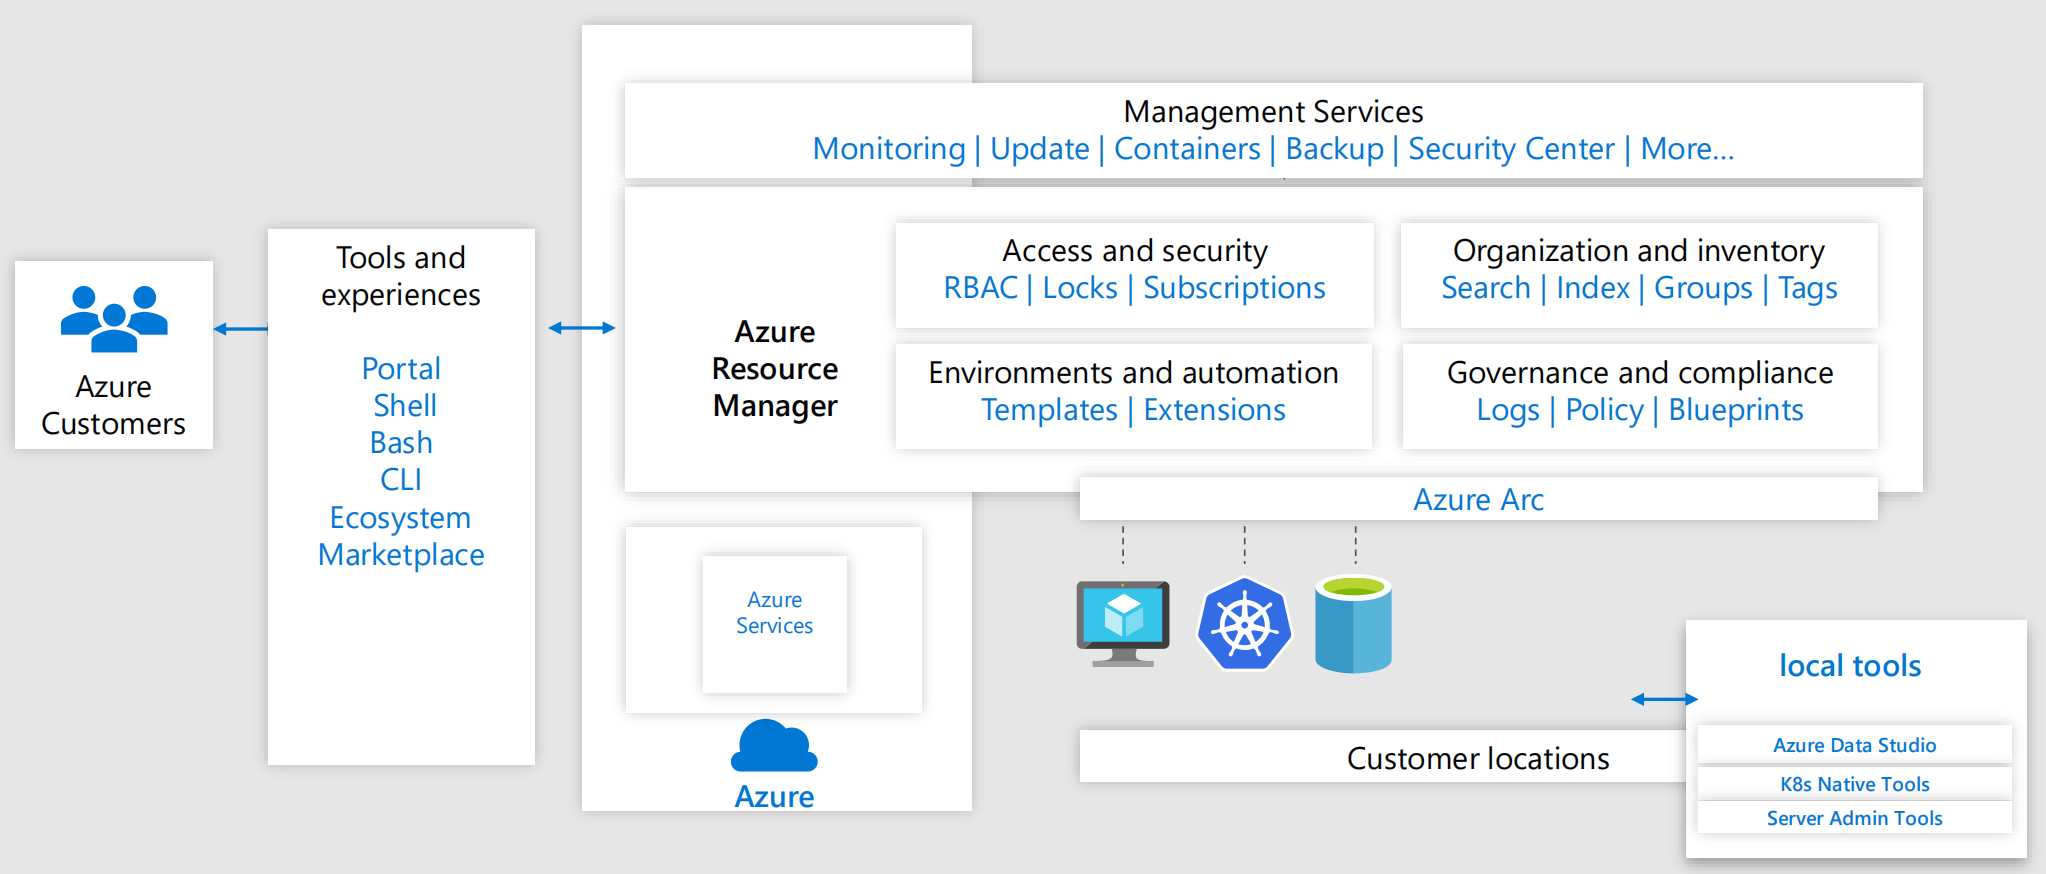 Management Services
Monitoring | Update | Containers | Backup | Security Center | More...
Azure
Customers
Tools and
experiences
Portal
Shell
Bash
CLI
Ecosystem
Marketplace
Azure
Resource
Manager
Access and security
RBAC | Locks | Subscriptions
Organization and inventory
Search | Index | Groups | Tags
Environments and automation
Templates | Extensions
Governance and compliance
Logs | Policy | Blueprints
Azure Arc
Azure
Services
Azure
Customer locations
local tools
Azure Data Studio
K8s Native Tools
Server Admin Tools